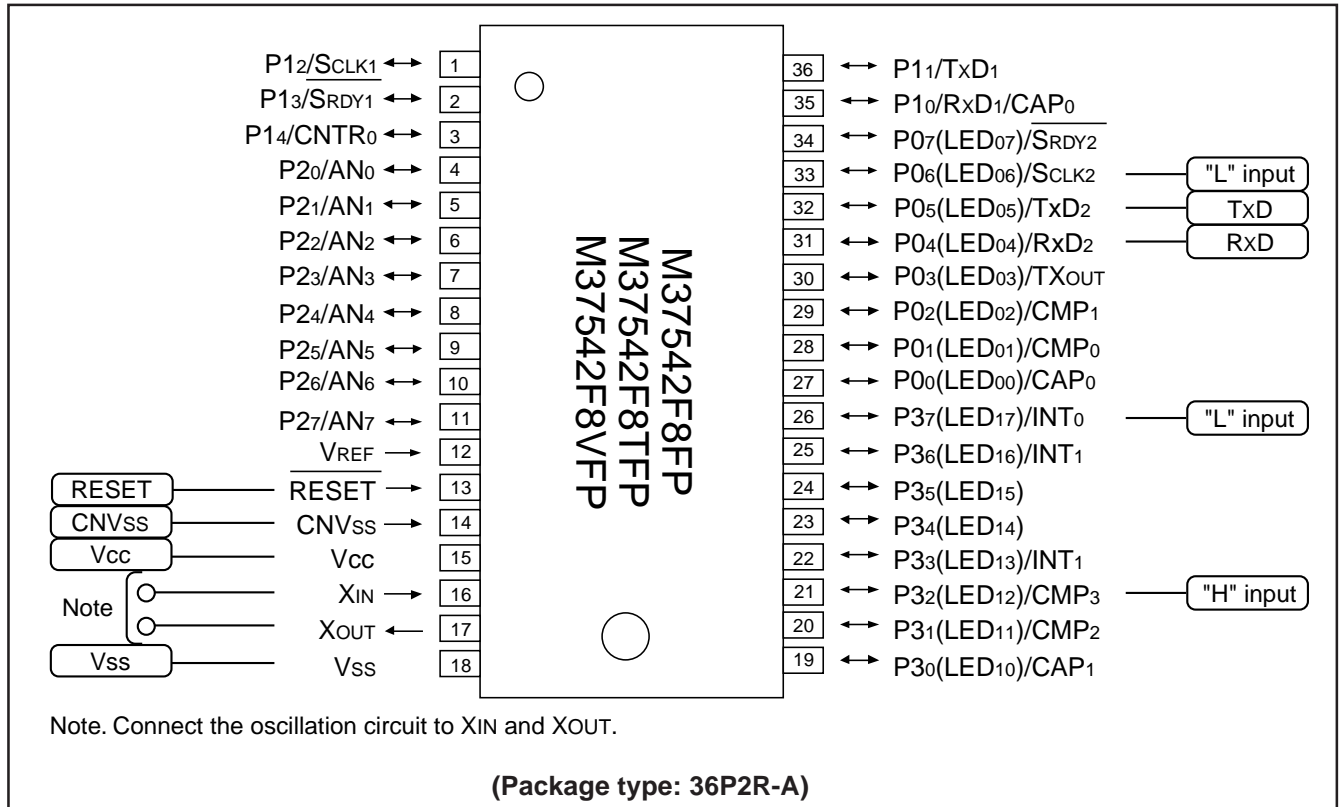 P12/SCLK1 1
P13/SRDY1 2
P14/CNTR0 3
P20/AN0 4
P21/AN1 5
P22/AN2 6
P23/AN3 7
P24/AN4 8
P25/AN5 9
P26/AN6 10
P27/AN7 11
VREF 12
RESET RESET 13
CNVSS CNVSS 14
Vcc Vcc 15
Note
XIN 16
XOUT 17
Vss VSS 18
M37542F8FP
M37542F8TFP
M37542F8VFP
36 P11/TXD1
35 P10/RXD1/CAP0
34 P07(LED07)/SRDY2
33 P06(LED06)/SCLK2 "L" input
32 P05(LED05)/TxD2 TXD
31 P04(LED04)/RxD2 RXD
30 P03(LED03)/TXOUT
29 P02(LED02)/CMP1
28 P01(LED01)/CMP0
27 P00(LED00)/CAP0
26 P37(LED17)/INT0 "L" input
25 P36(LED16)/INT1
24 P35(LED15)
23 P34(LED14)
22 P33(LED13)/INT1
21 P32(LED12)/CMP3 "H" input
20 P31(LED11)/CMP2
19 P30(LED10)/CAP1
Note. Connect the oscillation circuit to XIN and XOUT.
(Package type: 36P2R-A)